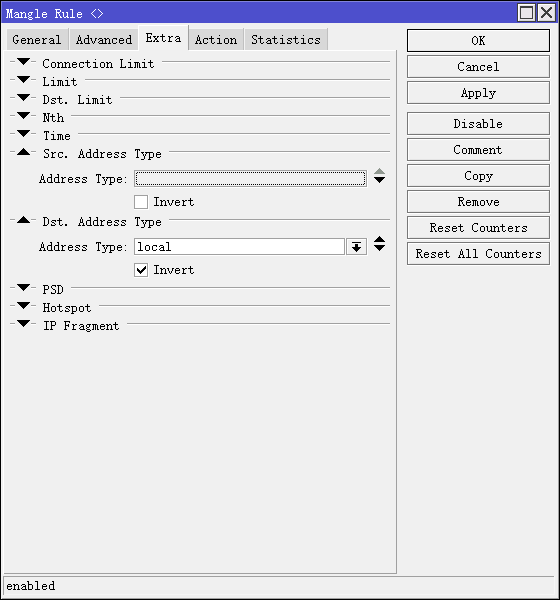 Mangle Rule <>
General Advanced Extra Action Statistics
Connection Limit
Limit
Dst. Limit
Nth
Time
Src. Address Type
Address Type:
Invert
Dst. Address Type
Address Type: local
Invert
PSD
Hotspot
IP Fragment
OK
Cancel
Apply
Disable
Comment
Copy
Remove
Reset Counters
Reset All Counters
enabled